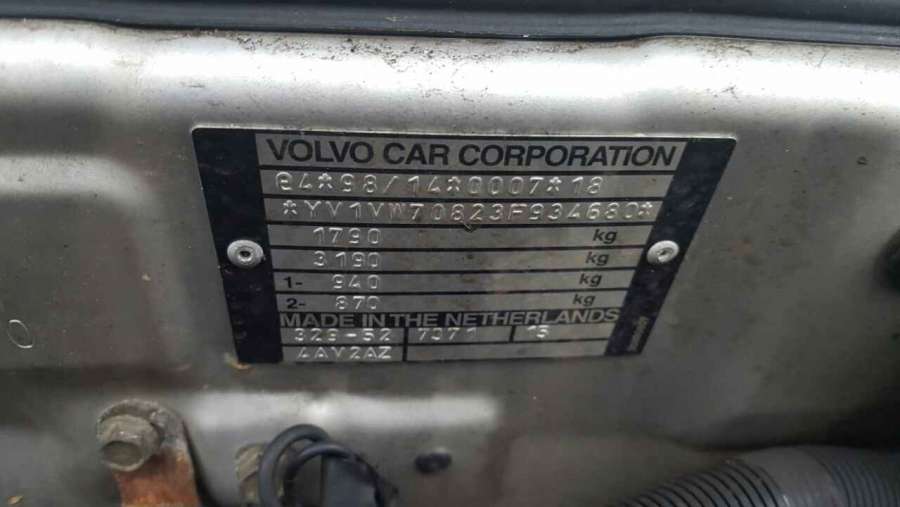 VOLVO CAR CORPORATION
e4*98/14*0007*18
*YV1VW70823F934680*
1790 kg
3190 kg
1- 940 kg
2- 870 kg
MADE IN THE NETHERLANDS
329-52 7071 15
4AY2AZ